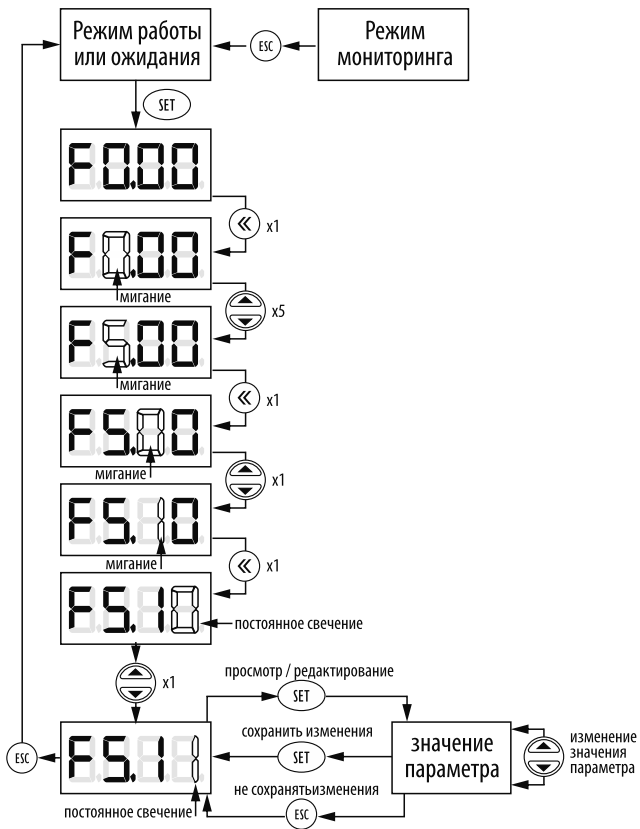 Режим работы
или ожидания
ESC
Режим
мониторинга
SET
F0.00
x1
F0.00
мигание
x5
F5.00
мигание
x1
F5.00
мигание
x1
F5.10
мигание
x1
F5.10
постоянное свечение
x1
просмотр / редактирование
SET
сохранить изменения
SET
значение
параметра
изменение
значения
параметра
ESC
F5.11
не сохранятьизменения
ESC
постоянное свечение